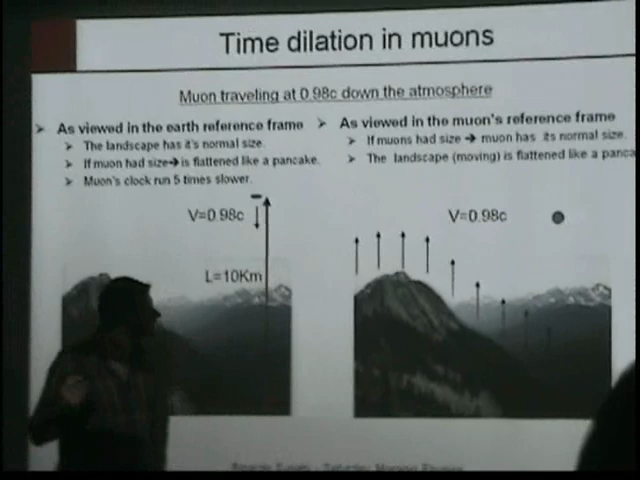 Time dilation in muons
Muon traveling at 0.98c down the atmosphere
➢ As viewed in the earth reference frame
➢ The landscape has it's normal size.
➢ If muon had size➔ is flattened like a pancake.
➢ Muon's clock run 5 times slower.
➢ As viewed in the muon's reference frame
➢ If muons had size ➔ muon has its normal size.
➢ The landscape (moving) is flattened like a panca
V=0.98c
L=10Km
V=0.98c